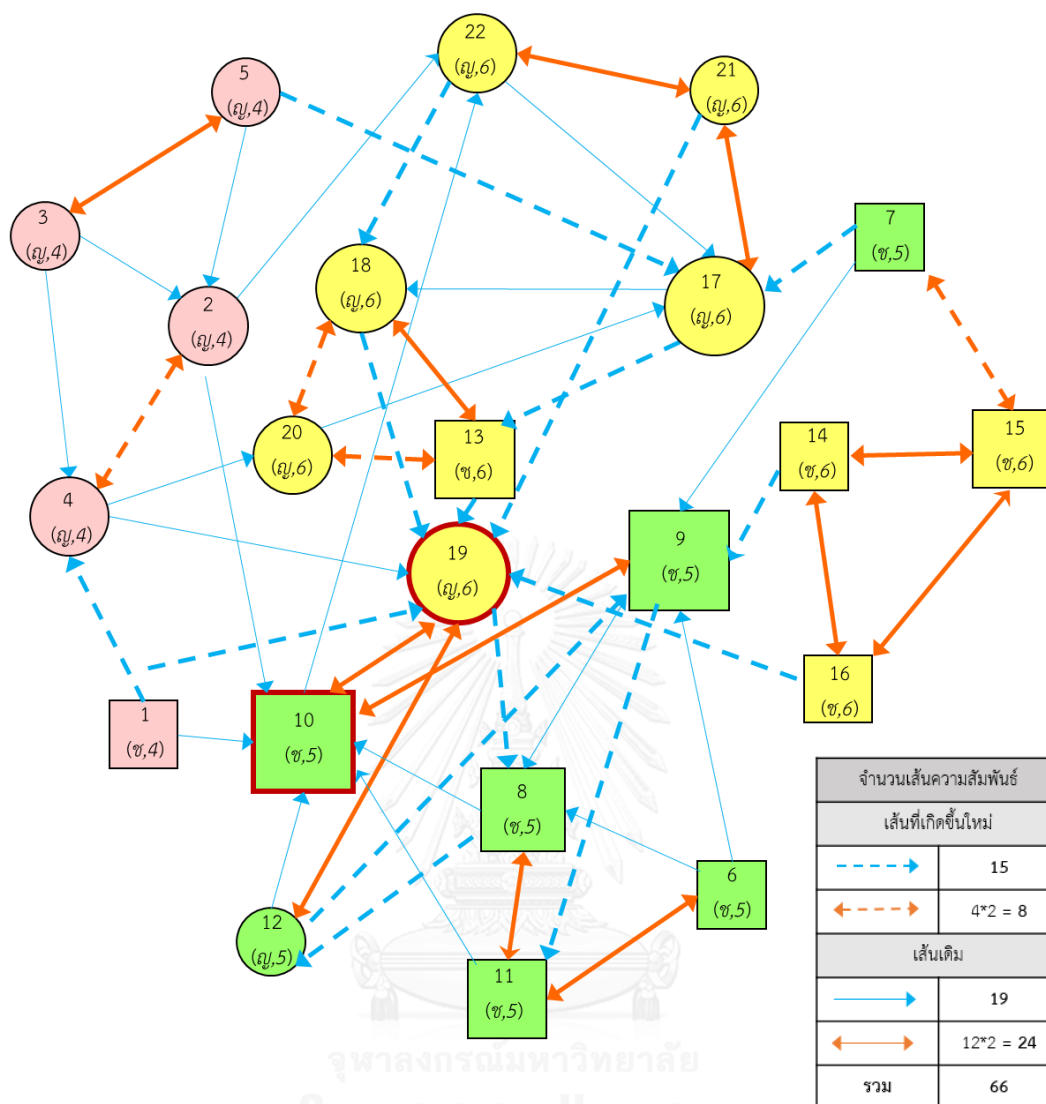 22
(ญ,6)
21
(ญ,6)
5
(ญ,4)
3
(ญ,4)
7
(ช,5)
18
(ญ,6)
17
(ญ,6)
2
(ญ,4)
20
(ญ,6)
13
(ช,6)
14
(ช,6)
15
(ช,6)
4
(ญ,4)
9
(ช,5)
19
(ญ,6)
16
(ช,6)
1
(ช,4)
10
(ช,5)
8
(ช,5)
6
(ช,5)
12
(ญ,5)
11
(ช,5)
จำนวนเส้นความสัมพันธ์
เส้นที่เกิดขึ้นใหม่
15
4*2 = 8
เส้นเดิม
19
12*2 = 24
รวม 66
จุฬาลงกรณ์มหาวิทยาลัย